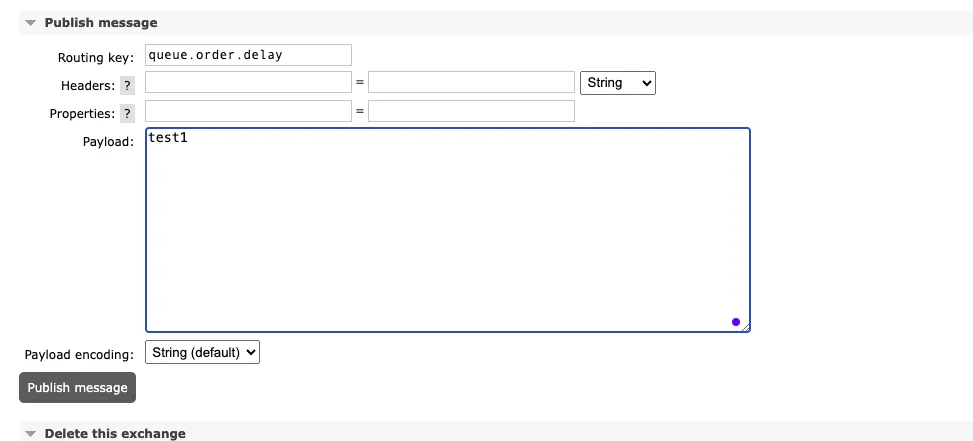 Publish message
Routing key: queue.order.delay
Headers: ? = String
Properties: ? =
Payload: test1
Payload encoding: String (default)
Publish message
Delete this exchange